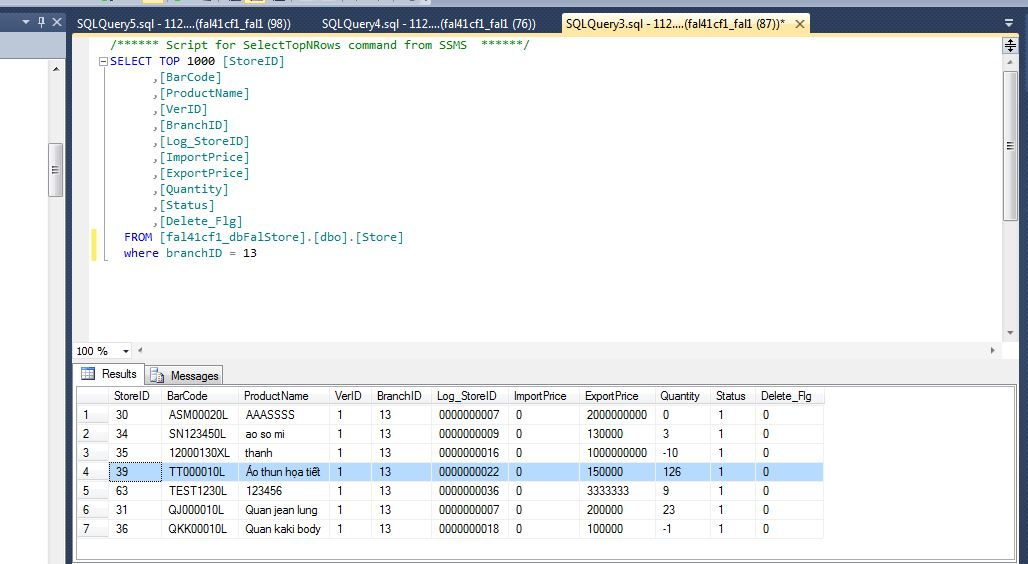 SQLQuery5.sql - 112....(fal41cf1_fal1 (98)) SQLQuery4.sql - 112....(fal41cf1_fal1 (76)) SQLQuery3.sql - 112....(fal41cf1_fal1 (87))*
/****** Script for SelectTopNRows command from SSMS  ******/
SELECT TOP 1000 [StoreID]
,[BarCode]
,[ProductName]
,[VerID]
,[BranchID]
,[Log_StoreID]
,[ImportPrice]
,[ExportPrice]
,[Quantity]
,[Status]
,[Delete_Flg]
FROM [fal41cf1_dbFalStore].[dbo].[Store]
where branchID = 13
100 %
Results Messages
StoreID BarCode ProductName VerID BranchID Log_StoreID ImportPrice ExportPrice Quantity Status Delete_Flg
1 30 ASM00020L AAASSSS 1 13 0000000007 0 2000000000 0 1 0
2 34 SN123450L ao so mi 1 13 0000000009 0 130000 3 1 0
3 35 12000130XL thanh 1 13 0000000016 0 1000000000 -10 1 0
4 39 TT000010L Áo thun họa tiết 1 13 0000000022 0 150000 126 1 0
5 63 TEST1230L 123456 1 13 0000000036 0 3333333 9 1 0
6 31 QJ000010L Quan jean lung 1 13 0000000007 0 200000 23 1 0
7 36 QKK00010L Quan kaki body 1 13 0000000018 0 100000 -1 1 0